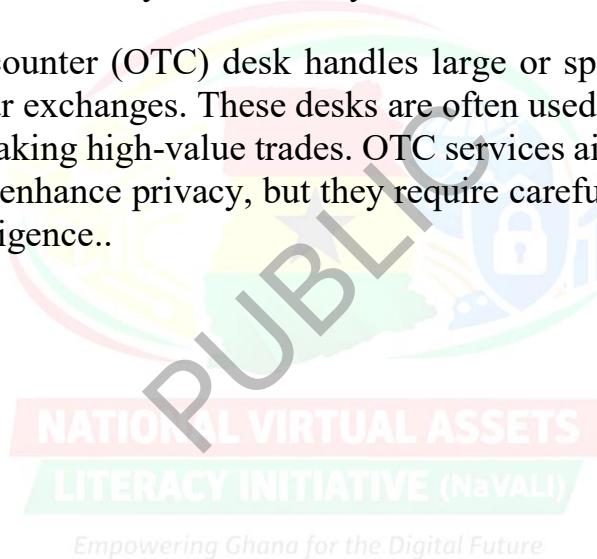 ounter (OTC) desk handles large or sp
r exchanges. These desks are often used
aking high-value trades. OTC services ai
enhance privacy, but they require carefu
igence..
PUBLIC
NATIONAL VIRTUAL ASSETS
LITERACY INITIATIVE (NaVALI)
Empowering Ghana for the Digital Future